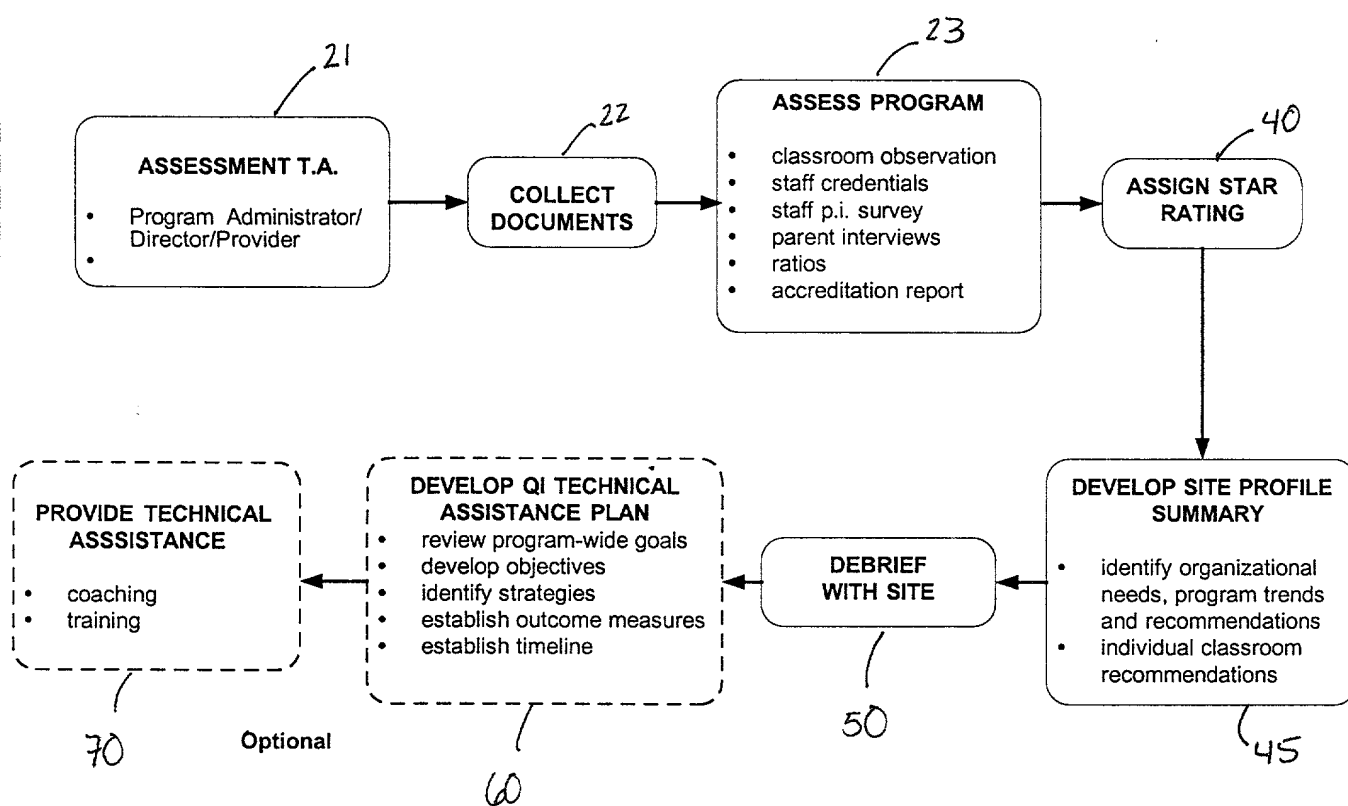 21
ASSESSMENT T.A.
• Program Administrator/
Director/Provider
•
22
COLLECT
DOCUMENTS
23
ASSESS PROGRAM
• classroom observation
• staff credentials
• staff p.i. survey
• parent interviews
• ratios
• accreditation report
40
ASSIGN STAR
RATING
DEVELOP SITE PROFILE
SUMMARY
• identify organizational
needs, program trends
and recommendations
• individual classroom
recommendations
45
DEBRIEF
WITH SITE
50
DEVELOP QI TECHNICAL
ASSISTANCE PLAN
• review program-wide goals
• develop objectives
• identify strategies
• establish outcome measures
• establish timeline
60
PROVIDE TECHNICAL
ASSSISTANCE
• coaching
• training
70
Optional